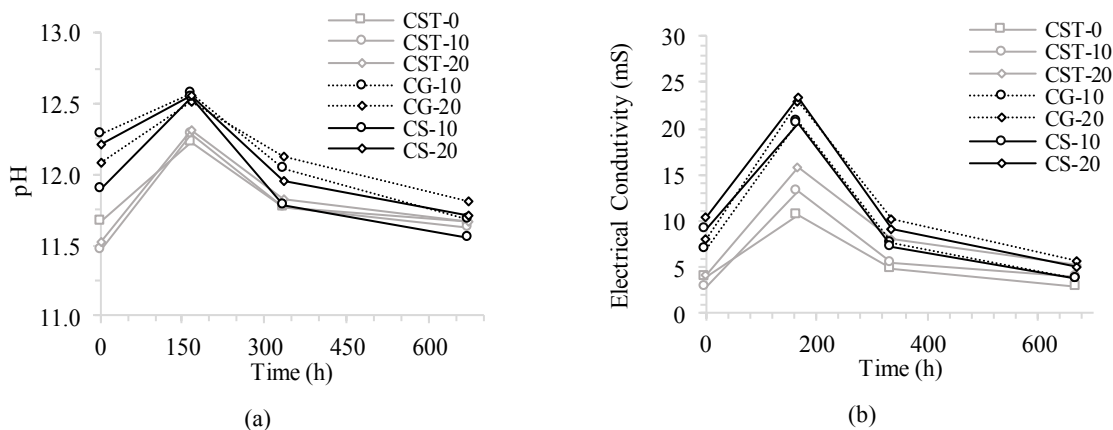 CST-0
CST-10
CST-20
CG-10
CG-20
CS-10
CS-20
13.0
12.5
12.0
11.5
11.0
pH
0
150
300
450
600
Time (h)
(a)
CST-0
CST-10
CST-20
CG-10
CG-20
CS-10
CS-20
30
25
20
15
10
5
0
Electrical Condutivity (mS)
0
200
400
600
Time (h)
(b)